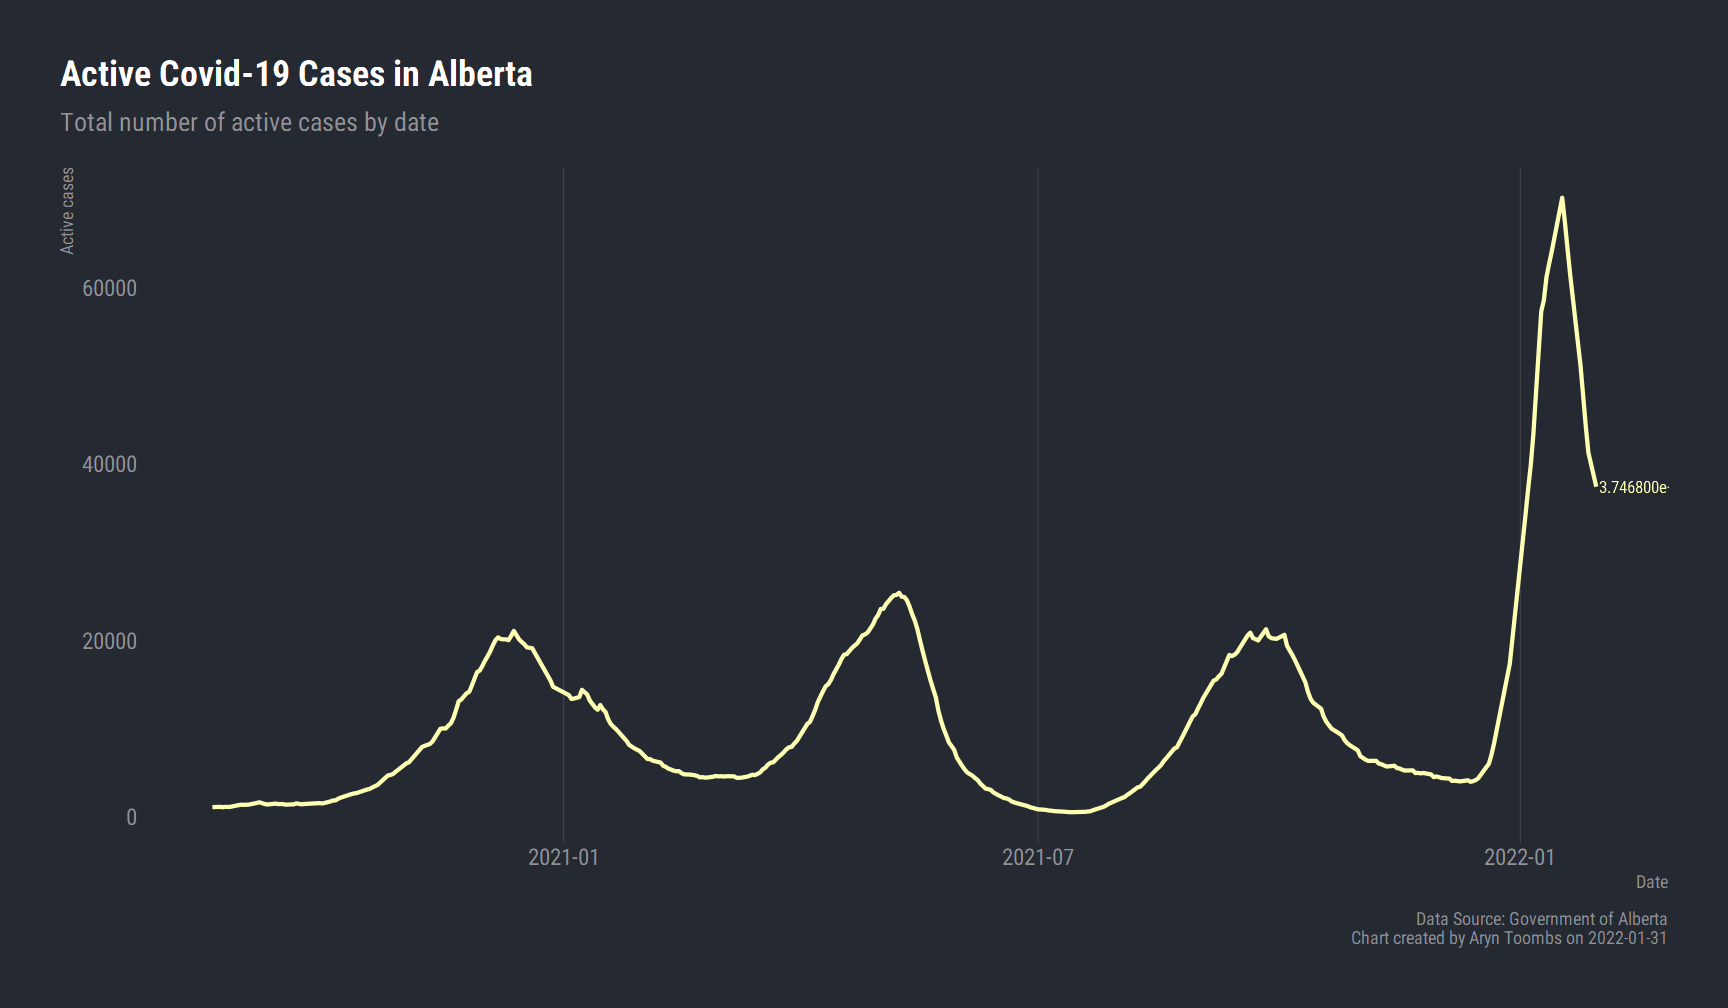 Active Covid-19 Cases in Alberta
Total number of active cases by date
Active cases
60000
40000
20000
0
3.746800e-
2021-01
2021-07
2022-01
Date
Data Source: Government of Alberta
Chart created by Aryn Toombs on 2022-01-31